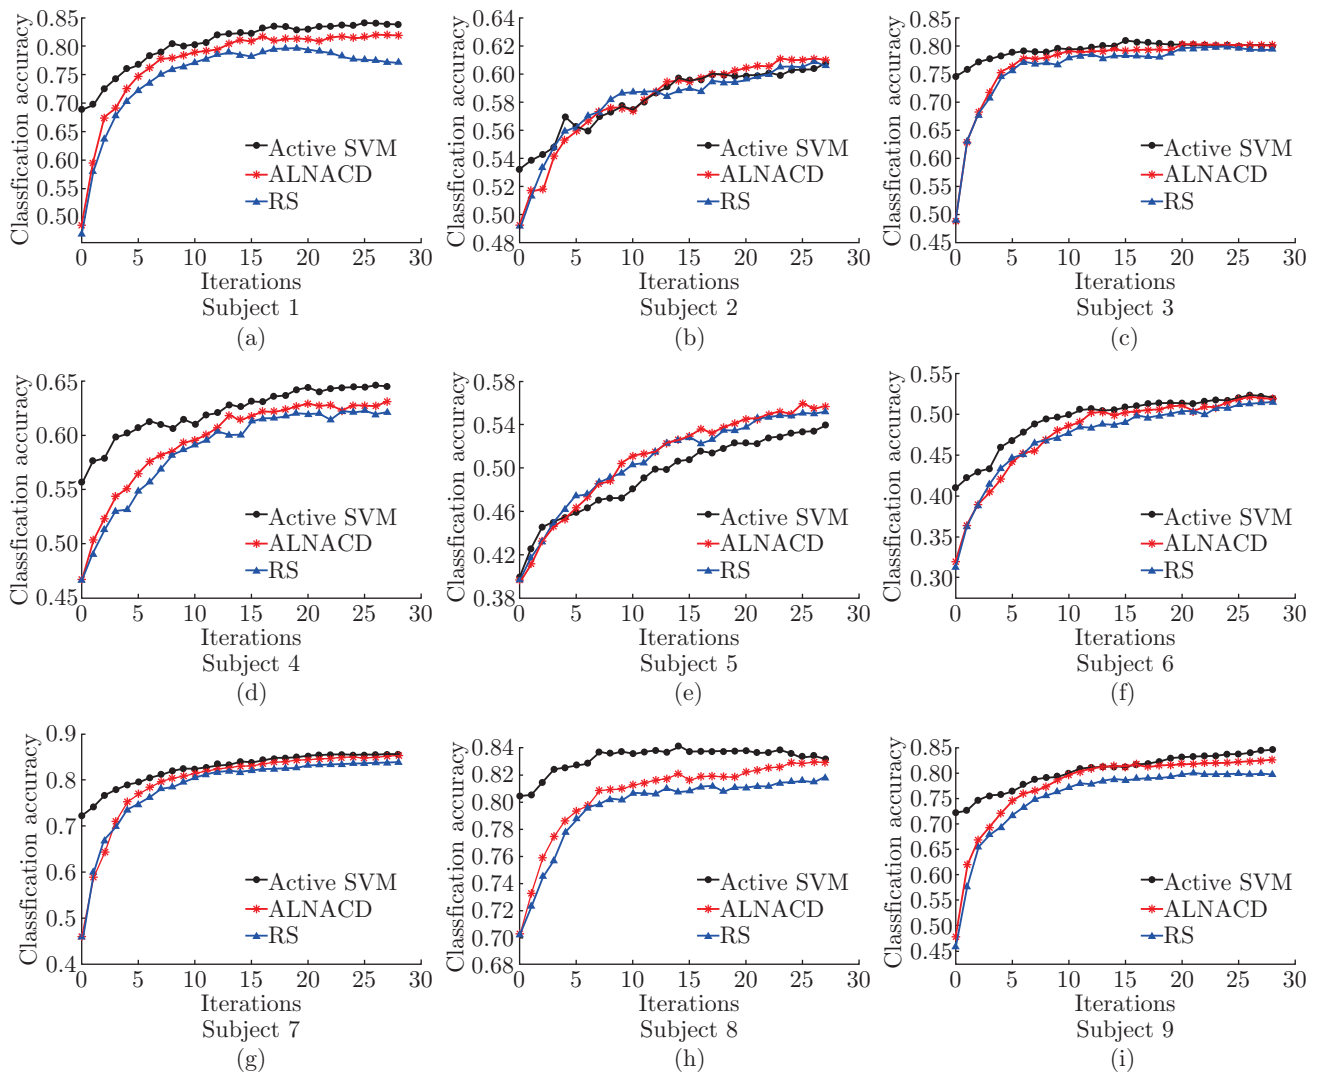 Classfication accuracy
0.85
0.80
0.75
0.70
0.65
0.60
0.55
0.50
Active SVM
ALNACD
RS
0 5 10 15 20 25 30
Iterations
Subject 1
(a)
Classfication accuracy
0.64
0.62
0.60
0.58
0.56
0.54
0.52
0.50
0.48
Active SVM
ALNACD
RS
0 5 10 15 20 25 30
Iterations
Subject 2
(b)
Classfication accuracy
0.85
0.80
0.75
0.70
0.65
0.60
0.55
0.50
0.45
Active SVM
ALNACD
RS
0 5 10 15 20 25 30
Iterations
Subject 3
(c)
Classfication accuracy
0.65
0.60
0.55
0.50
0.45
Active SVM
ALNACD
RS
0 5 10 15 20 25 30
Iterations
Subject 4
(d)
Classfication accuracy
0.58
0.54
0.50
0.46
0.42
0.38
Active SVM
ALNACD
RS
0 5 10 15 20 25 30
Iterations
Subject 5
(e)
Classfication accuracy
0.55
0.50
0.45
0.40
0.35
0.30
Active SVM
ALNACD
RS
0 5 10 15 20 25 30
Iterations
Subject 6
(f)
Classfication accuracy
0.9
0.8
0.7
0.6
0.5
0.4
Active SVM
ALNACD
RS
0 5 10 15 20 25 30
Iterations
Subject 7
(g)
Classfication accuracy
0.84
0.82
0.80
0.78
0.76
0.74
0.72
0.70
0.68
Active SVM
ALNACD
RS
0 5 10 15 20 25 30
Iterations
Subject 8
(h)
Classfication accuracy
0.85
0.80
0.75
0.70
0.65
0.60
0.55
0.50
0.45
Active SVM
ALNACD
RS
0 5 10 15 20 25 30
Iterations
Subject 9
(i)